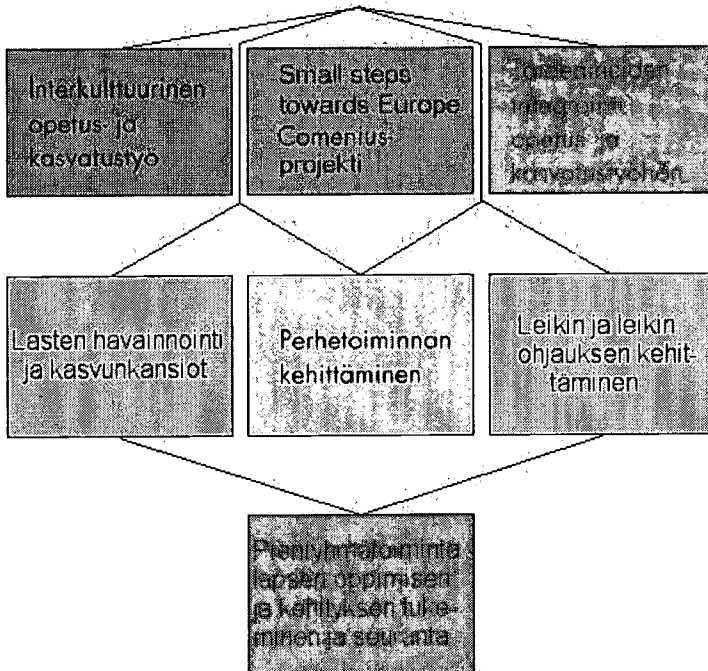 Interkulttuurinen
opetus- ja
kasvatustyö
Small steps
towards Europe
Comenius-
projekti
Taideaineiden
integrointi
opetus- ja
kasvatustyöhön
Lasten havainnointi
ja kasvunkansiot
Perhetoiminnan
kehittäminen
Leikin ja leikin
ohjauksen kehit-
täminen
Pienryhmätoiminta
lapsen oppimisen
ja kehityksen tuke-
minen ja seuranta